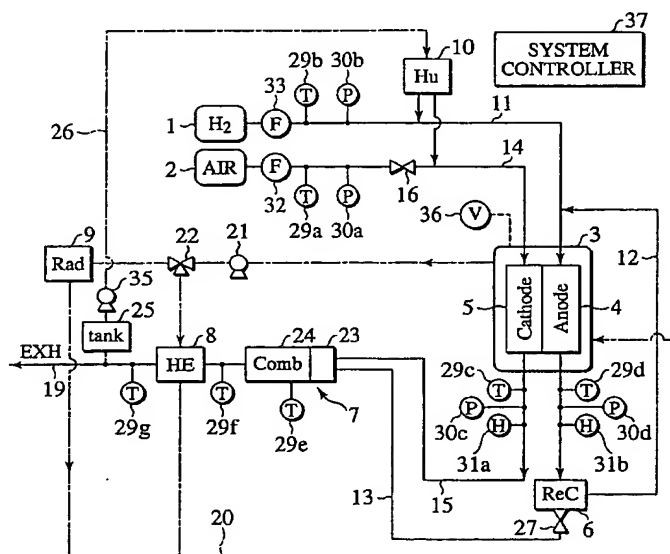 37
SYSTEM
CONTROLLER
10
Hu
29b
30b
33
T
P
26
1
H2
F
11
2
AIR
F
14
32
T
P
16
29a
30a
36
V
3
12
9
22
21
Rad
35
25
tank
5
Cathode
Anode
4
8
24
23
EXH
HE
Comb
19
T
T
T
7
29g
29f
29e
29c
T
T
29d
30c
P
P
30d
H
H
31a
31b
13
15
ReC
27
6
20